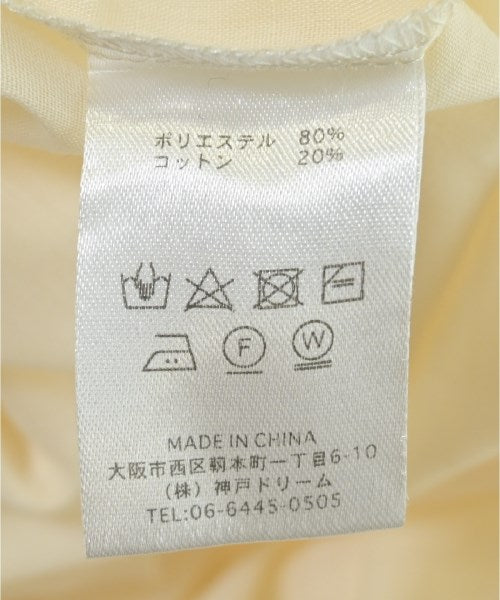 ポリエステル 80%
コットン 20%
F W
MADE IN CHINA
大阪市西区靭本町一丁目6-10
(株) 神戸ドリーム
TEL:06-6445-0505